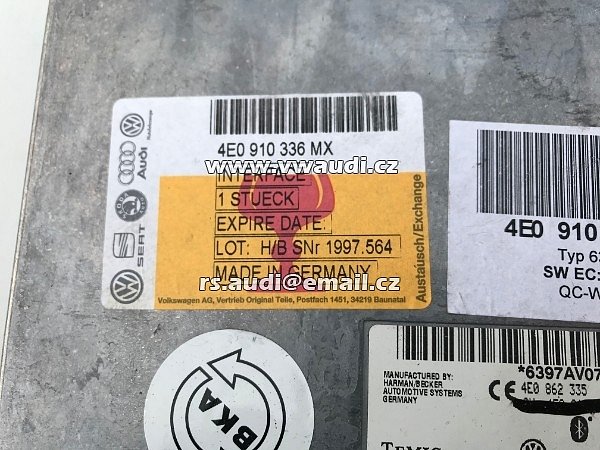 4E0 910 336 MX
www.vwaudi.cz
INTERFACE
1 STUECK
EXPIRE DATE:
LOT: H/B SNr 1997.564
MADE IN GERMANY
rs.audi@email.cz
Volkswagen AG, Vertrieb Original Teile, Postfach 1451, 34219 Baunatal
Austausch/Exchange
Audi
SEAT
4E0 910
Typ 63
SW EC:
QC-W
*6397AV07
MANUFACTURED BY:
HARMAN/BECKER
AUTOMOTIVE SYSTEMS
GERMANY
CE 4E0 862 335
BKA